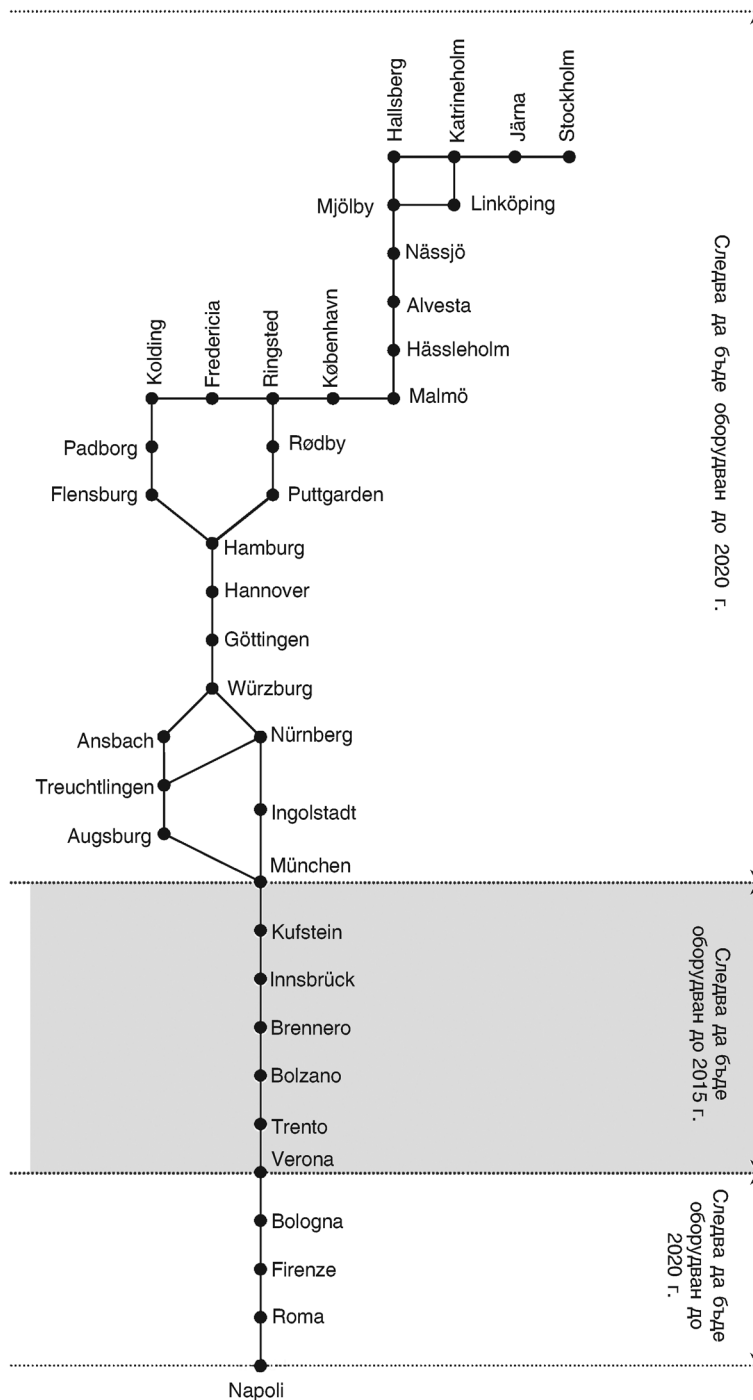 Hallsberg
Katrineholm
Järna
Stockholm
Mjölby
Linköping
Nässjö
Alvesta
Hässleholm
Malmö
Kolding
Fredericia
Ringsted
København
Padborg
Rødby
Flensburg
Puttgarden
Hamburg
Hannover
Göttingen
Würzburg
Ansbach
Nürnberg
Treuchtlingen
Ingolstadt
Augsburg
München
Следва да бъде оборудван до 2020 г.
Kufstein
Innsbrück
Brennero
Bolzano
Trento
Verona
Следва да бъде
оборудван до 2015 г.
Bologna
Firenze
Roma
Napoli
Следва да бъде
оборудван до
2020 г.